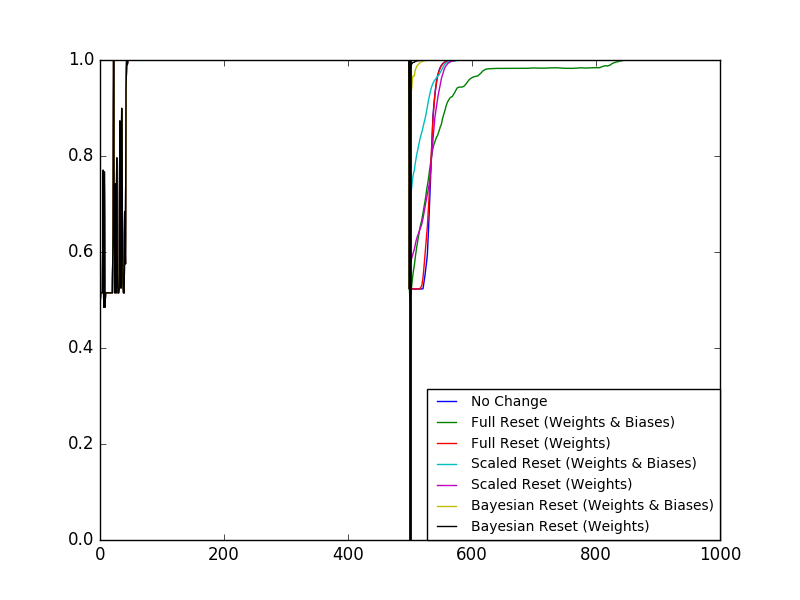 1.0
0.8
0.6
0.4
0.2
0.0
No Change
Full Reset (Weights & Biases)
Full Reset (Weights)
Scaled Reset (Weights & Biases)
Scaled Reset (Weights)
Bayesian Reset (Weights & Biases)
Bayesian Reset (Weights)
0 200 400 600 800 1000